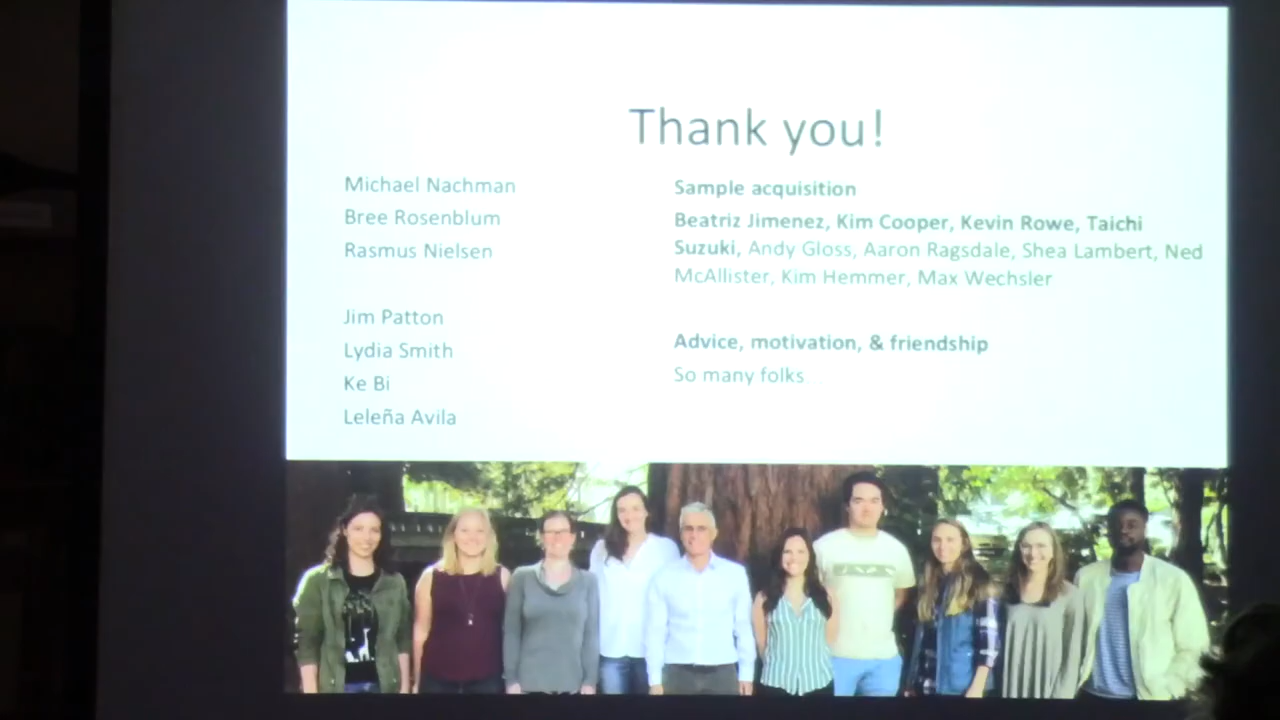 Thank you!
Michael Nachman
Bree Rosenblum
Rasmus Nielsen
Jim Patton
Lydia Smith
Ke Bi
Leleña Avila
Sample acquisition
Beatriz Jimenez, Kim Cooper, Kevin Rowe, Taichi
Suzuki, Andy Gloss, Aaron Ragsdale, Shea Lambert, Ned
McAllister, Kim Hemmer, Max Wechsler
Advice, motivation, & friendship
So many folks...